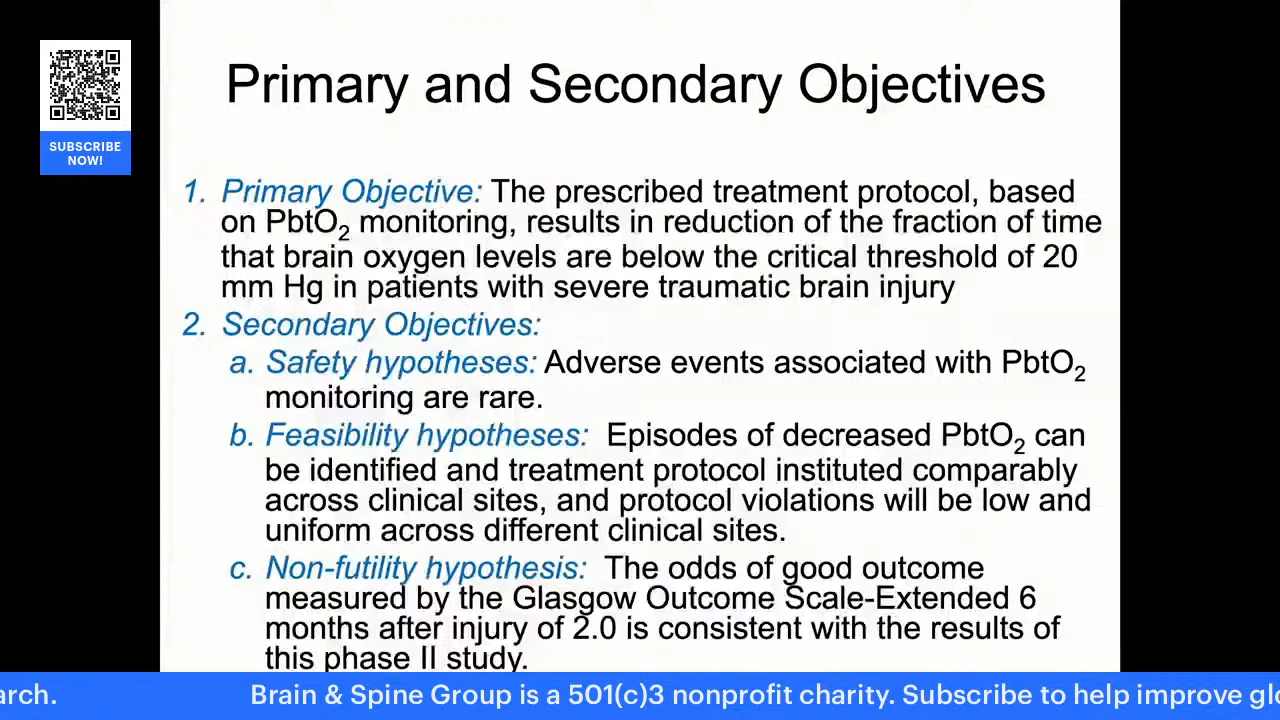 SUBSCRIBE
NOW!
Primary and Secondary Objectives
1. Primary Objective: The prescribed treatment protocol, based
on PbtO2 monitoring, results in reduction of the fraction of time
that brain oxygen levels are below the critical threshold of 20
mm Hg in patients with severe traumatic brain injury
2. Secondary Objectives:
a. Safety hypotheses: Adverse events associated with PbtO2
monitoring are rare.
b. Feasibility hypotheses: Episodes of decreased PbtO2 can
be identified and treatment protocol instituted comparably
across clinical sites, and protocol violations will be low and
uniform across different clinical sites.
c. Non-futility hypothesis: The odds of good outcome
measured by the Glasgow Outcome Scale-Extended 6
months after injury of 2.0 is consistent with the results of
this phase II study.
arch. Brain & Spine Group is a 501(c)3 nonprofit charity. Subscribe to help improve glo